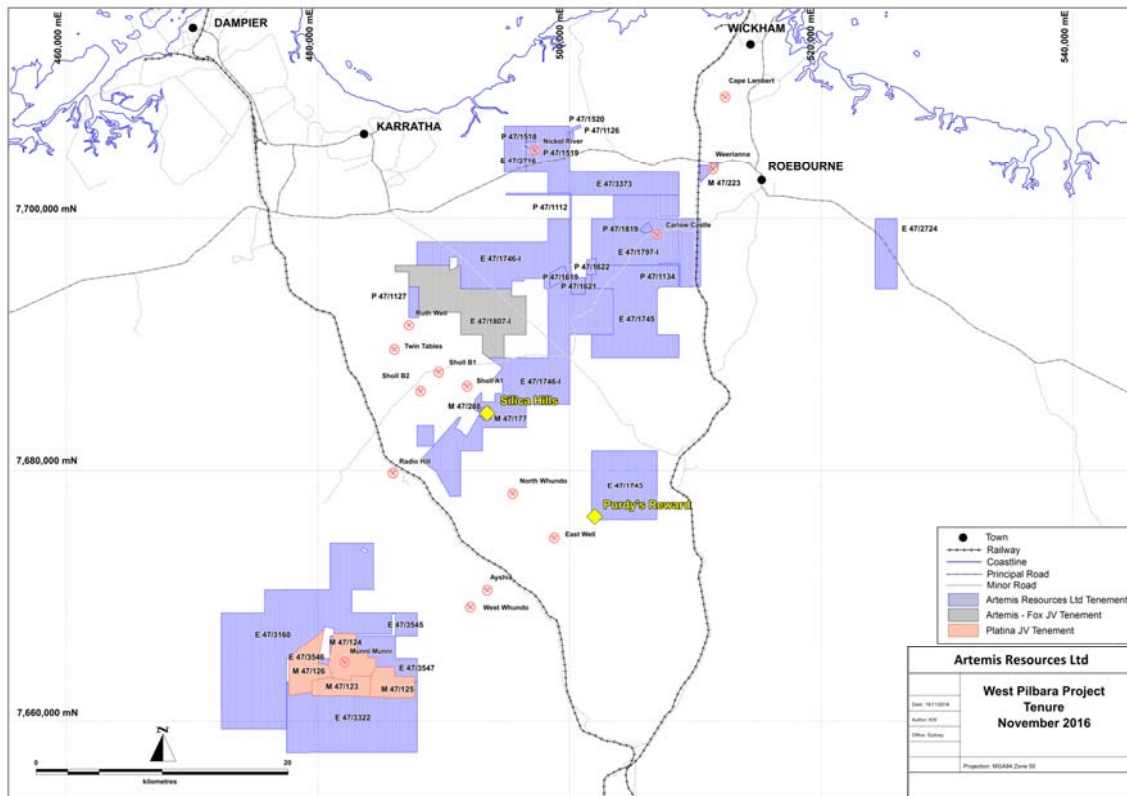 460,000 mE
480,000 mE
500,000 mE
520,000 mE
540,000 mE
DAMPIER
WICKHAM
Cape Lambert
KARRATHA
P 47/1520
P 47/1126
P 47/1518
Nickol River
P 47/1519
E 47/2716
Weerianna
ROEBOURNE
M 47/223
E 47/3373
7,700,000 mN
P 47/1112
P 47/1819
Carlow Castle
E 47/2724
E 47/1797-I
E 47/1746-I
P 47/1622
P 47/1619
P 47/1134
P 47/1621
P 47/1127
Ruth Well
E 47/1807-I
E 47/1745
Twin Tables
Sholl B1
Sholl B2
Sholl A1
E 47/1746-I
Silica Hills
M 47/288
M 47/177
7,680,000 mN
Radio Hill
North Whundo
E 47/1743
Purdy's Reward
East Well
Ayshia
West Whundo
E 47/3545
E 47/3160
M 47/124
E 47/3546
Munni Munni
M 47/126
E 47/3547
M 47/123
M 47/125
E 47/3322
7,660,000 mN
N
0
20
kilometres
Town
Railway
Coastline
Principal Road
Minor Road
Artemis Resources Ltd Tenement
Artemis - Fox JV Tenement
Platina JV Tenement
Artemis Resources Ltd
West Pilbara Project
Tenure
November 2016
Author: KW
Office: Sydney
Projection: MGA94 Zone 50